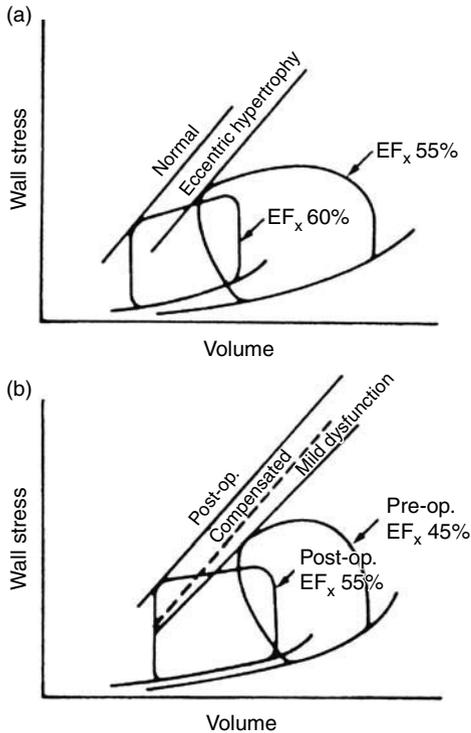 (a)
Wall stress
Normal
Eccentric hypertrophy
EFx 55%
EFx 60%
Volume
(b)
Wall stress
Post-op.
Compensated
Mild dysfunction
Pre-op.
EFx 45%
Post-op.
EFx 55%
Volume